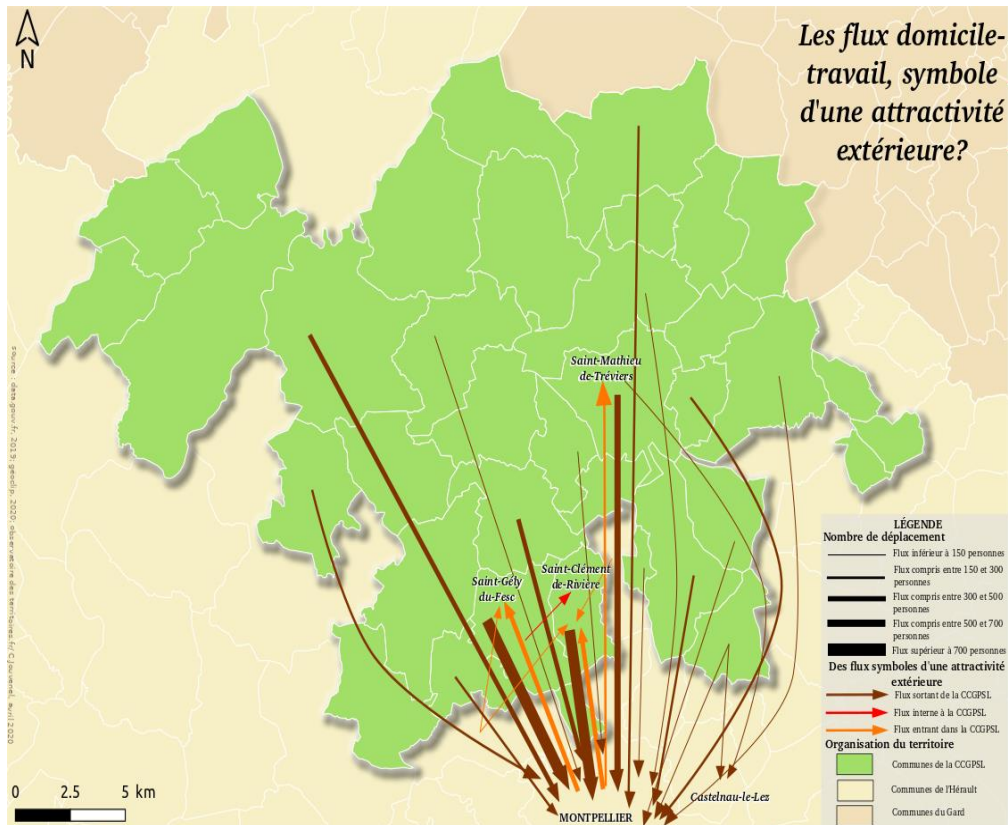 Les flux domicile-
travail, symbole
d'une attractivité
extérieure?
N
Saint-Mathieu
de-Tréviers
Saint-Clément
de-Rivière
Saint-Gély
du-Fesc
Castelnau-le-Lez
MONTPELLIER
0 2.5 5 km
LÉGENDE
Nombre de déplacement
Flux inférieur à 150 personnes
Flux compris entre 150 et 300
personnes
Flux compris entre 300 et 500
personnes
Flux compris entre 500 et 700
personnes
Flux supérieur à 700 personnes
Des flux symboles d'une attractivité
extérieure
Flux sortant de la CCGPSL
Flux interne à la CCGPSL
Flux entrant dans la CCGPSL
Organisation du territoire
Communes de la CCGPSL
Communes de l'Hérault
Communes du Gard